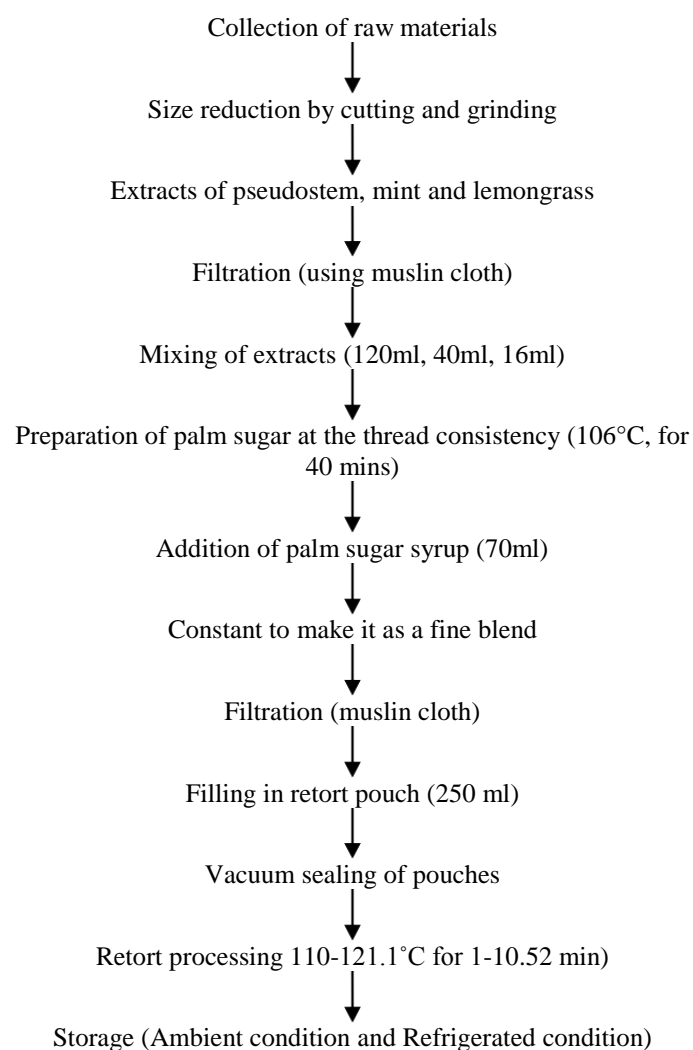 Collection of raw materials
Size reduction by cutting and grinding
Extracts of pseudostem, mint and lemongrass
Filtration (using muslin cloth)
Mixing of extracts (120ml, 40ml, 16ml)
Preparation of palm sugar at the thread consistency (106°C, for
40 mins)
Addition of palm sugar syrup (70ml)
Constant to make it as a fine blend
Filtration (muslin cloth)
Filling in retort pouch (250 ml)
Vacuum sealing of pouches
Retort processing 110-121.1˚C for 1-10.52 min)
Storage (Ambient condition and Refrigerated condition)